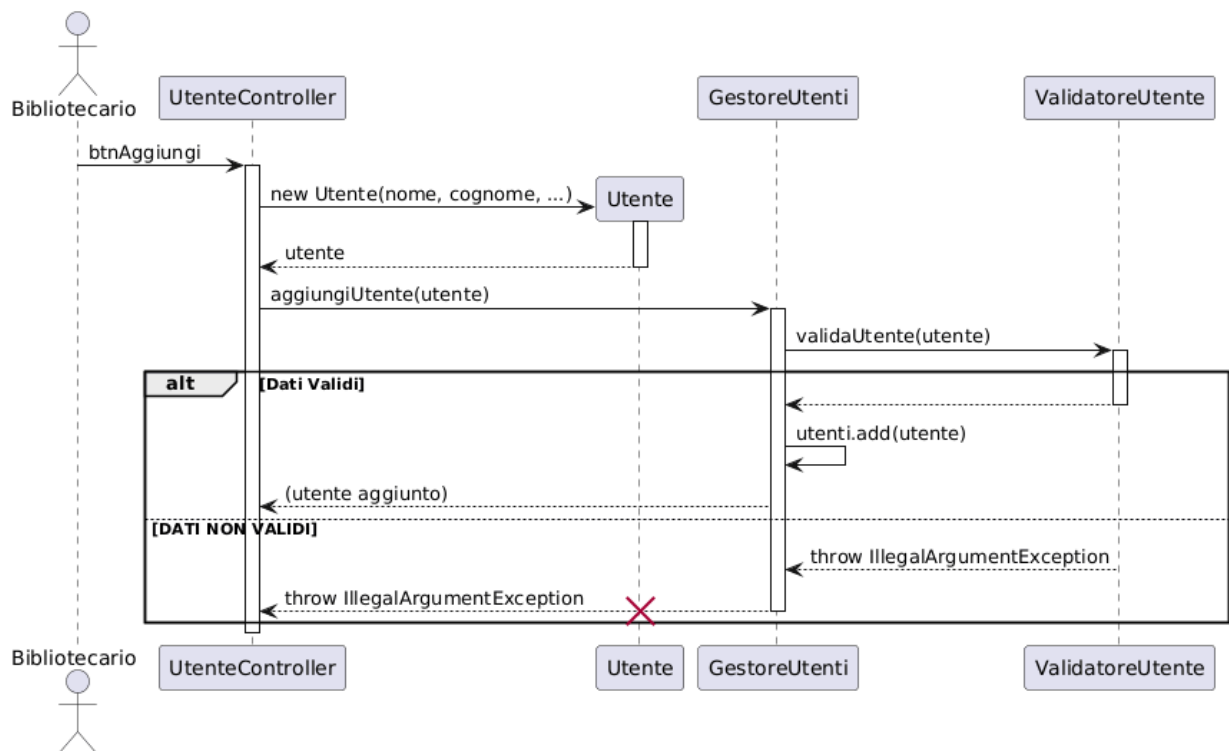 Bibliotecario
UtenteController
GestoreUtenti
ValidatoreUtente
btnAggiungi
new Utente(nome, cognome, ...)
Utente
utente
aggiungiUtente(utente)
validaUtente(utente)
alt
[Dati Validi]
utenti.add(utente)
(utente aggiunto)
[DATI NON VALIDI]
throw IllegalArgumentException
throw IllegalArgumentException
Bibliotecario
UtenteController
Utente
GestoreUtenti
ValidatoreUtente